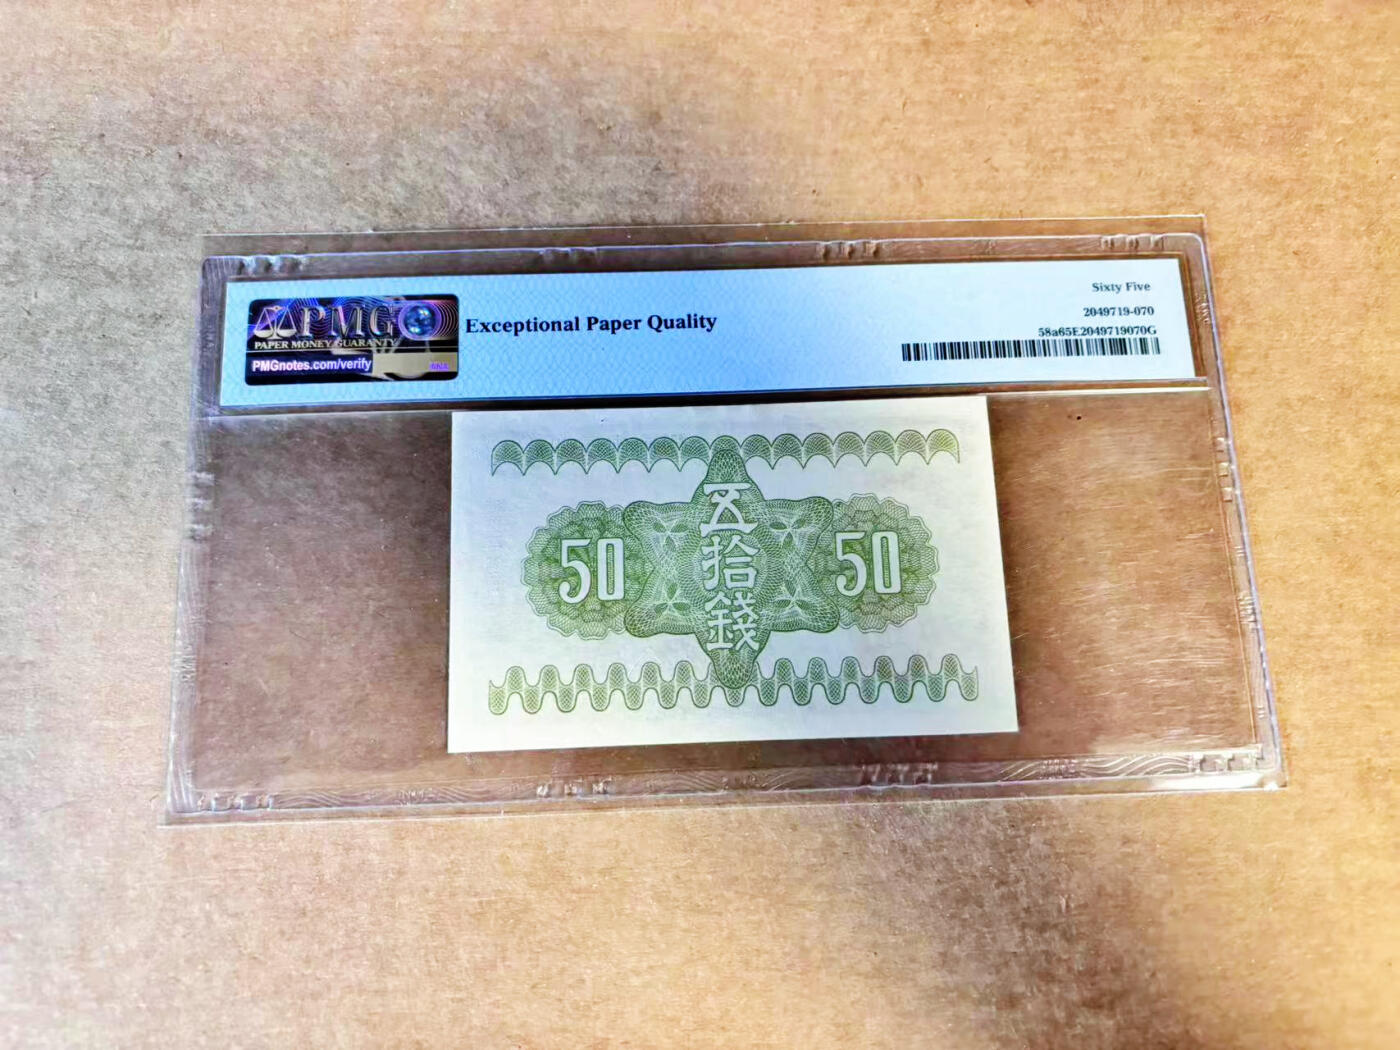 PMG
PAPER MONEY GUARANTY
PMGnotes.com/verify
Exceptional Paper Quality
Sixty Five
2049719-070
58a65E2049719070G
50
五拾錢
50